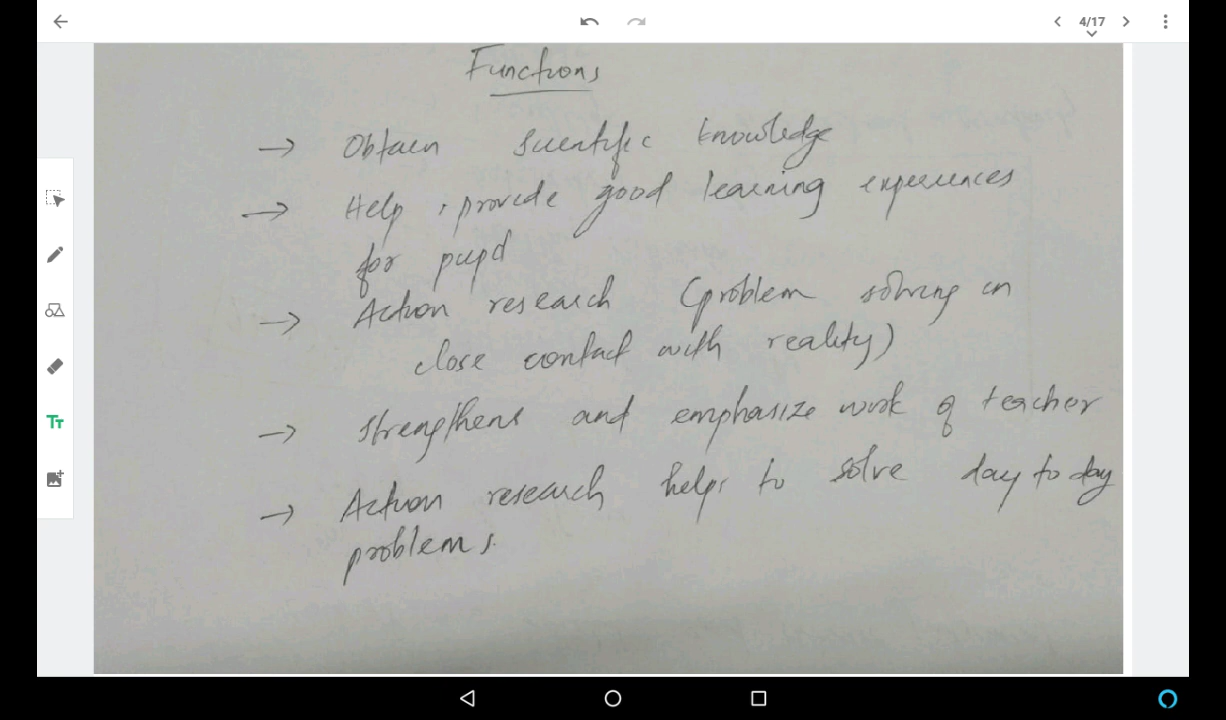 4/17
Functions
→ Obtain Scientific knowledge
→ Help, provide good learning experiences
for pupil
→ Action research (problem solving in
close contact with reality)
→ strengthens and emphasize work of teacher
→ Action research helps to solve day to day
problems.
Tт